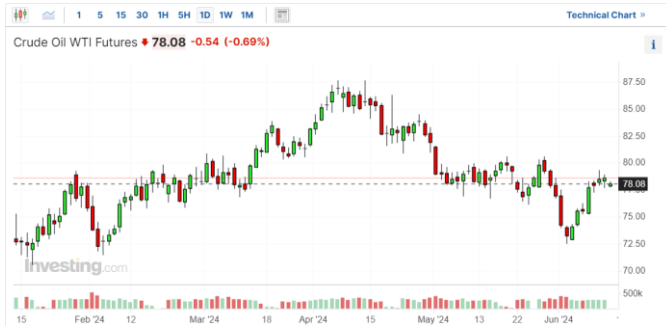 1 5 15 30 1H 5H 1D 1W 1M Technical Chart »
Crude Oil WTI Futures 78.08 -0.54 (-0.69%)
i
87.50
85.00
82.50
80.00
78.08
75.00
72.50
70.00
Investing.com
500k
15 Feb '24 12 Mar '24 18 Apr '24 15 May '24 13 22 Jun '24